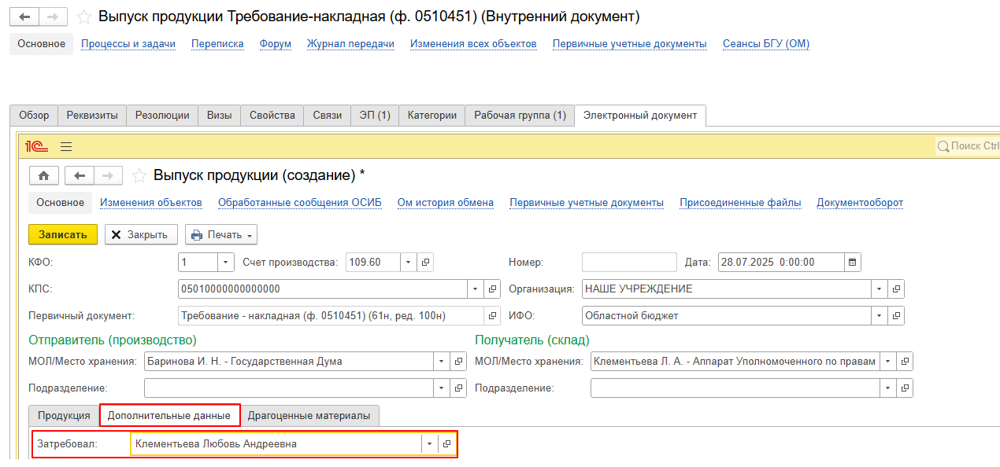 Выпуск продукции Требование-накладная (ф. 0510451) (Внутренний документ)
Основное Процессы и задачи Переписка Форум Журнал передачи Изменения всех объектов Первичные учетные документы Сеансы БГУ (ОМ)
Обзор Реквизиты Резолюции Визы Свойства Связи ЭП (1) Категории Рабочая группа (1) Электронный документ
1С Поиск Ctrl
Выпуск продукции (создание) *
Основное Изменения объектов Обработанные сообщения ОСИБ Ом история обмена Первичные учетные документы Присоединенные файлы Документооборот
Записать Закрыть Печать
КФО: 1 Счет производства: 109.60 Номер: Дата: 28.07.2025 0:00:00
КПС: 05010000000000000 Организация: НАШЕ УЧРЕЖДЕНИЕ
Первичный документ: Требование - накладная (ф. 0510451) (61н, ред. 100н) ИФО: Областной бюджет
Отправитель (производство) Получатель (склад)
МОЛ/Место хранения: Баринова И. Н. - Государственная Дума МОЛ/Место хранения: Клементьева Л. А. - Аппарат Уполномоченного по правам
Подразделение: Подразделение:
Продукция Дополнительные данные Драгоценные материалы
Затребовал: Клементьева Любовь Андреевна